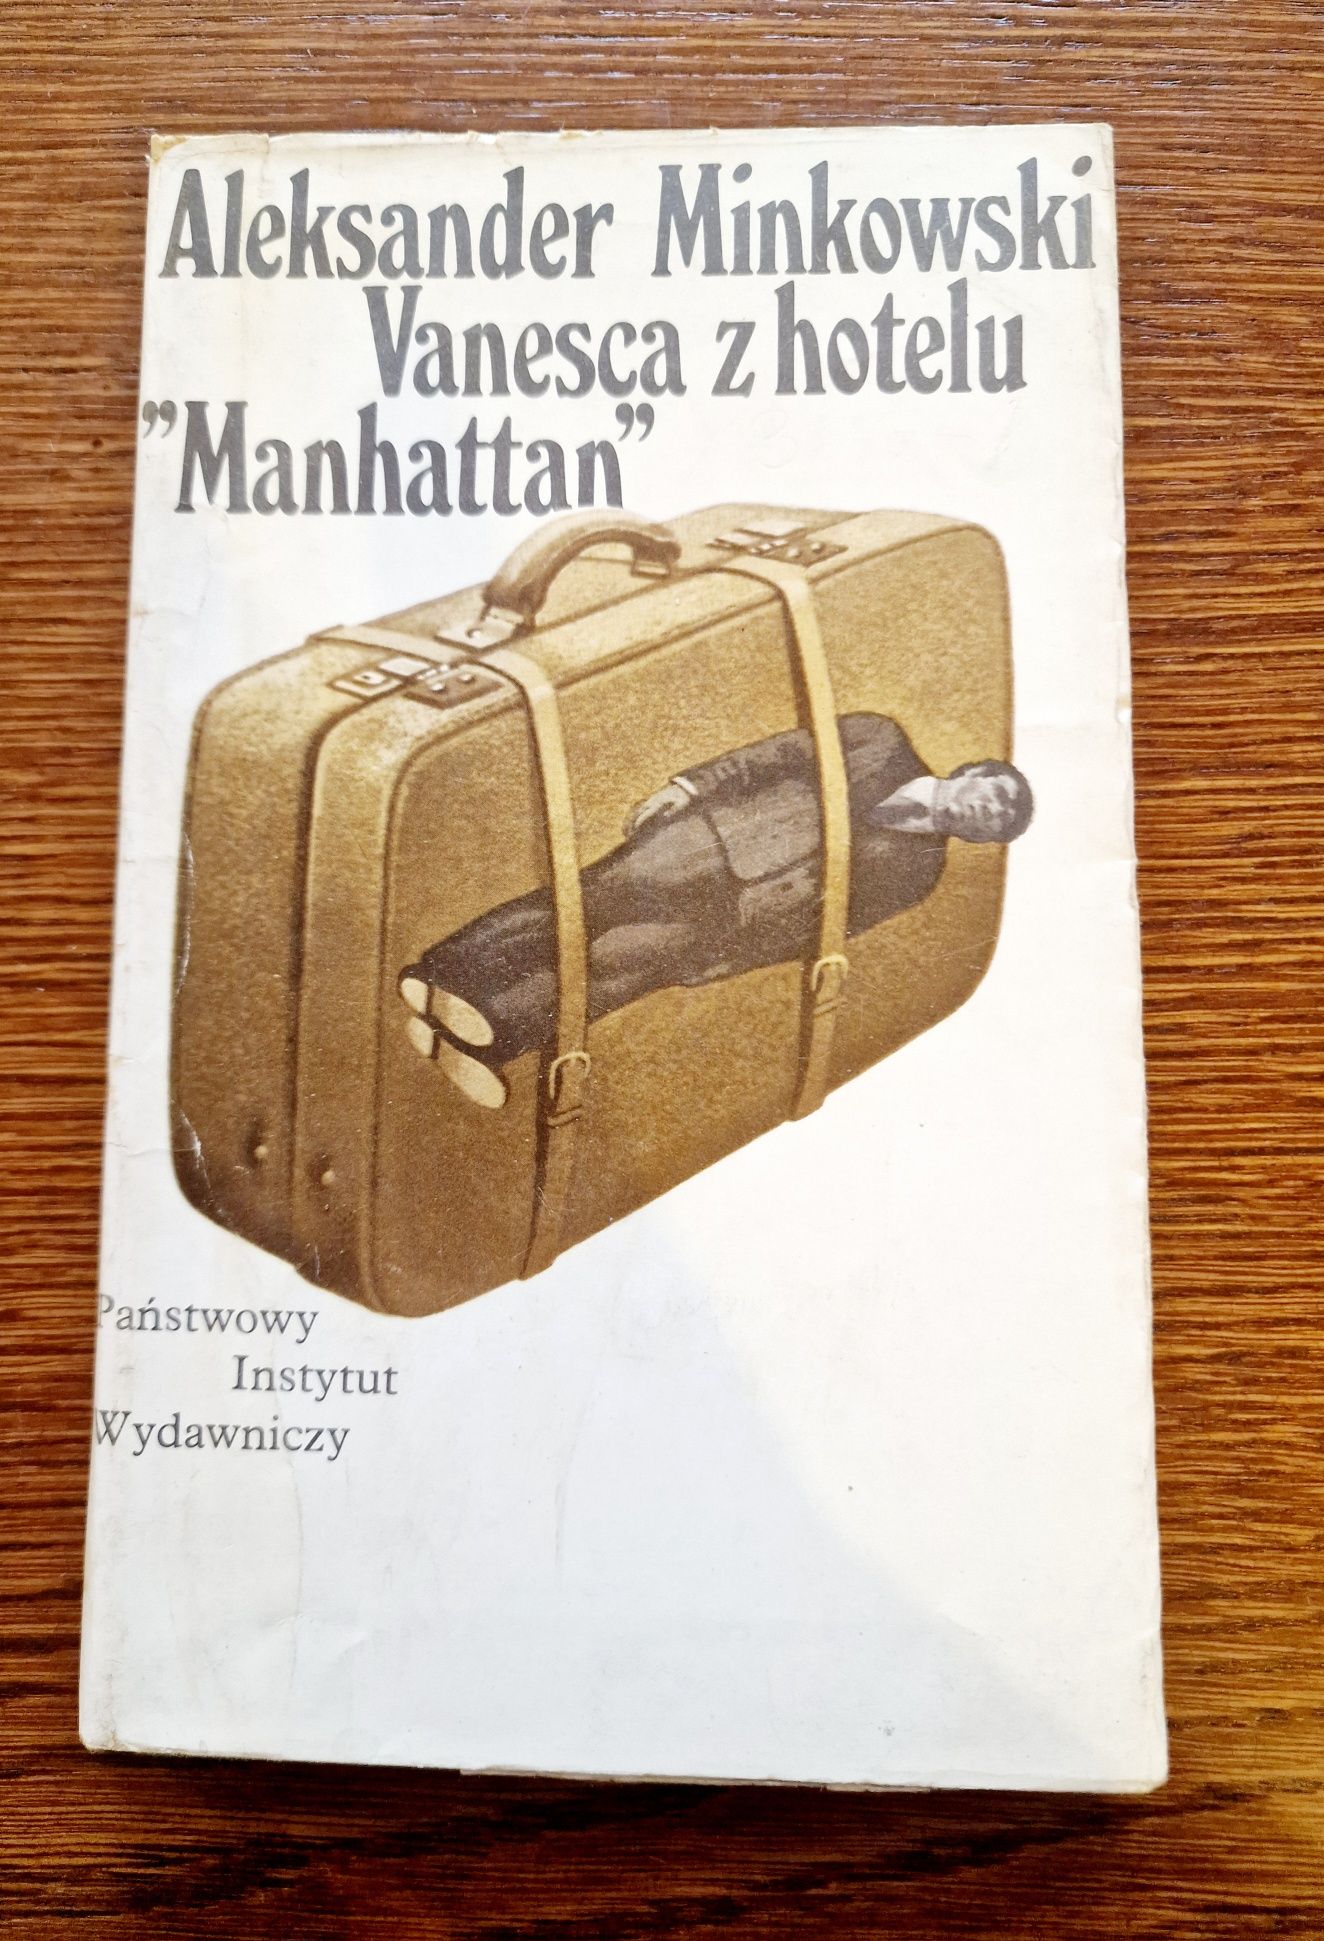 Aleksander Minkowski
Vanesca z hotelu
”Manhattan”
Państwowy
Instytut
Wydawniczy